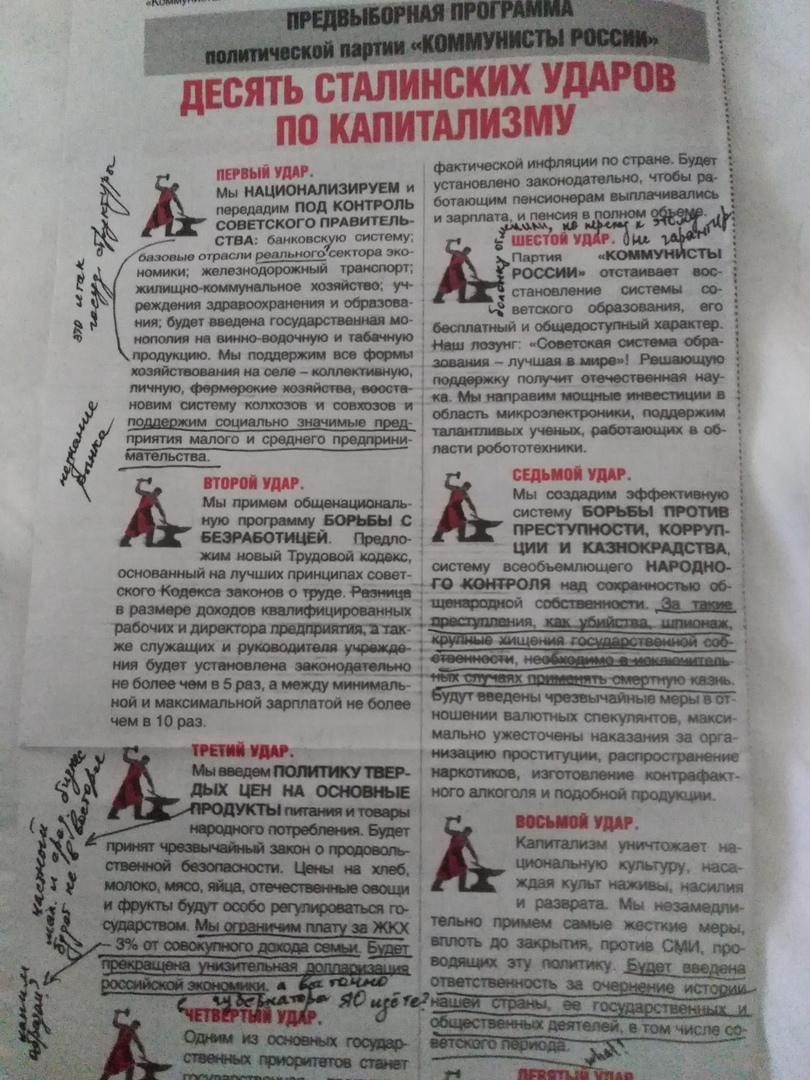 «Коммунис
ПРЕДВЫБОРНАЯ ПРОГРАММА
политической партии «КОММУНИСТЫ РОССИИ»
ДЕСЯТЬ СТАЛИНСКИХ УДАРОВ
ПО КАПИТАЛИЗМУ
ПЕРВЫЙ УДАР.
Мы НАЦИОНАЛИЗИРУЕМ и
передадим ПОД КОНТРОЛЬ
СОВЕТСКОГО ПРАВИТЕЛЬ-
СТВА: банковскую систему;
базовые отрасли реального? сектора эко-
номики; железнодорожный транспорт;
жилищно-коммунальное хозяйство; уч-
реждения здравоохранения и образова-
ния; будет введена государственная мо-
нополия на винно-водочную и табачную
продукцию. Мы поддержим все формы
хозяйствования на селе – коллективную,
личную, фермерские хозяйства, восста-
новим систему колхозов и совхозов и
поддержим социально значимые пред-
приятия малого и среднего предприни-
мательства.
это и так
госуд. структуры
незнание
рынка
ВТОРОЙ УДАР.
Мы примем общенациональ-
ную программу БОРЬБЫ С
БЕЗРАБОТИЦЕЙ. Предло-
жим новый Трудовой кодекс,
основанный на лучших принципах совет-
ского Кодекса законов о труде. Разница
в размере доходов квалифицированных
рабочих и директора предприятия, а так-
же служащих и руководителя учрежде-
ния будет установлена законодательно
не более чем в 5 раз, а между минималь-
ной и максимальной зарплатой не более
чем в 10 раз.
ТРЕТИЙ УДАР.
Мы введем ПОЛИТИКУ ТВЕР-
ДЫХ ЦЕН НА ОСНОВНЫЕ
ПРОДУКТЫ питания и товары
народного потребления. Будет
принят чрезвычайный закон о продоволь-
ственной безопасности. Цены на хлеб,
молоко, мясо, яйца, отечественные овощи
и фрукты будут особо регулироваться го-
сударством. Мы ограничим плату за ЖКХ
– 3% от совокупного дохода семьи. Будет
прекращена унизительная долларизация
российской экономики. а вы точно
в губернатора ЯО идёте?
частный
мал. и сред. бизнес
будет не в восторге
каким
образом?
ЧЕТВЕРТЫЙ УДАР.
Одним из основных государ-
ственных приоритетов станет
фактической инфляции по стране. Будет
установлено законодательно, чтобы ра-
ботающим пенсионерам выплачивались
и зарплата, и пенсия в полном объеме.
не гарантир.
ШЕСТОЙ УДАР.
Партия «КОММУНИСТЫ
РОССИИ» отстаивает вос-
становление системы со-
ветского образования, его
бесплатный и общедоступный характер.
Наш лозунг: «Советская система обра-
зования – лучшая в мире»! Решающую
поддержку получит отечественная нау-
ка. Мы направим мощные инвестиции в
область микроэлектроники, поддержим
талантливых ученых, работающих в об-
ласти робототехники.
СЕДЬМОЙ УДАР.
Мы создадим эффективную
систему БОРЬБЫ ПРОТИВ
ПРЕСТУПНОСТИ, КОРРУП-
ЦИИ И КАЗНОКРАДСТВА,
систему всеобъемлющего НАРОДНО-
ГО КОНТРОЛЯ над сохранностью об-
щенародной собственности. За такие
преступления, как убийства, шпионаж,
крупные хищения государственной соб-
ственности, необходимо в исключитель-
ных случаях применять смертную казнь.
Будут введены чрезвычайные меры в от-
ношении валютных спекулянтов, макси-
мально ужесточены наказания за орга-
низацию проституции, распространение
наркотиков, изготовление контрафакт-
ного алкоголя и подобной продукции.
ВОСЬМОЙ УДАР.
Капитализм уничтожает на-
циональную культуру, наса-
ждая культ наживы, насилия
и разврата. Мы незамедли-
тельно примем самые жесткие меры,
вплоть до закрытия, против СМИ, про-
водящих эту политику. Будет введена
ответственность за очернение истории
нашей страны, ее государственных и
общественных деятелей, в том числе со-
ветского периода.
what?
ДЕВЯТЫЙ УДАР